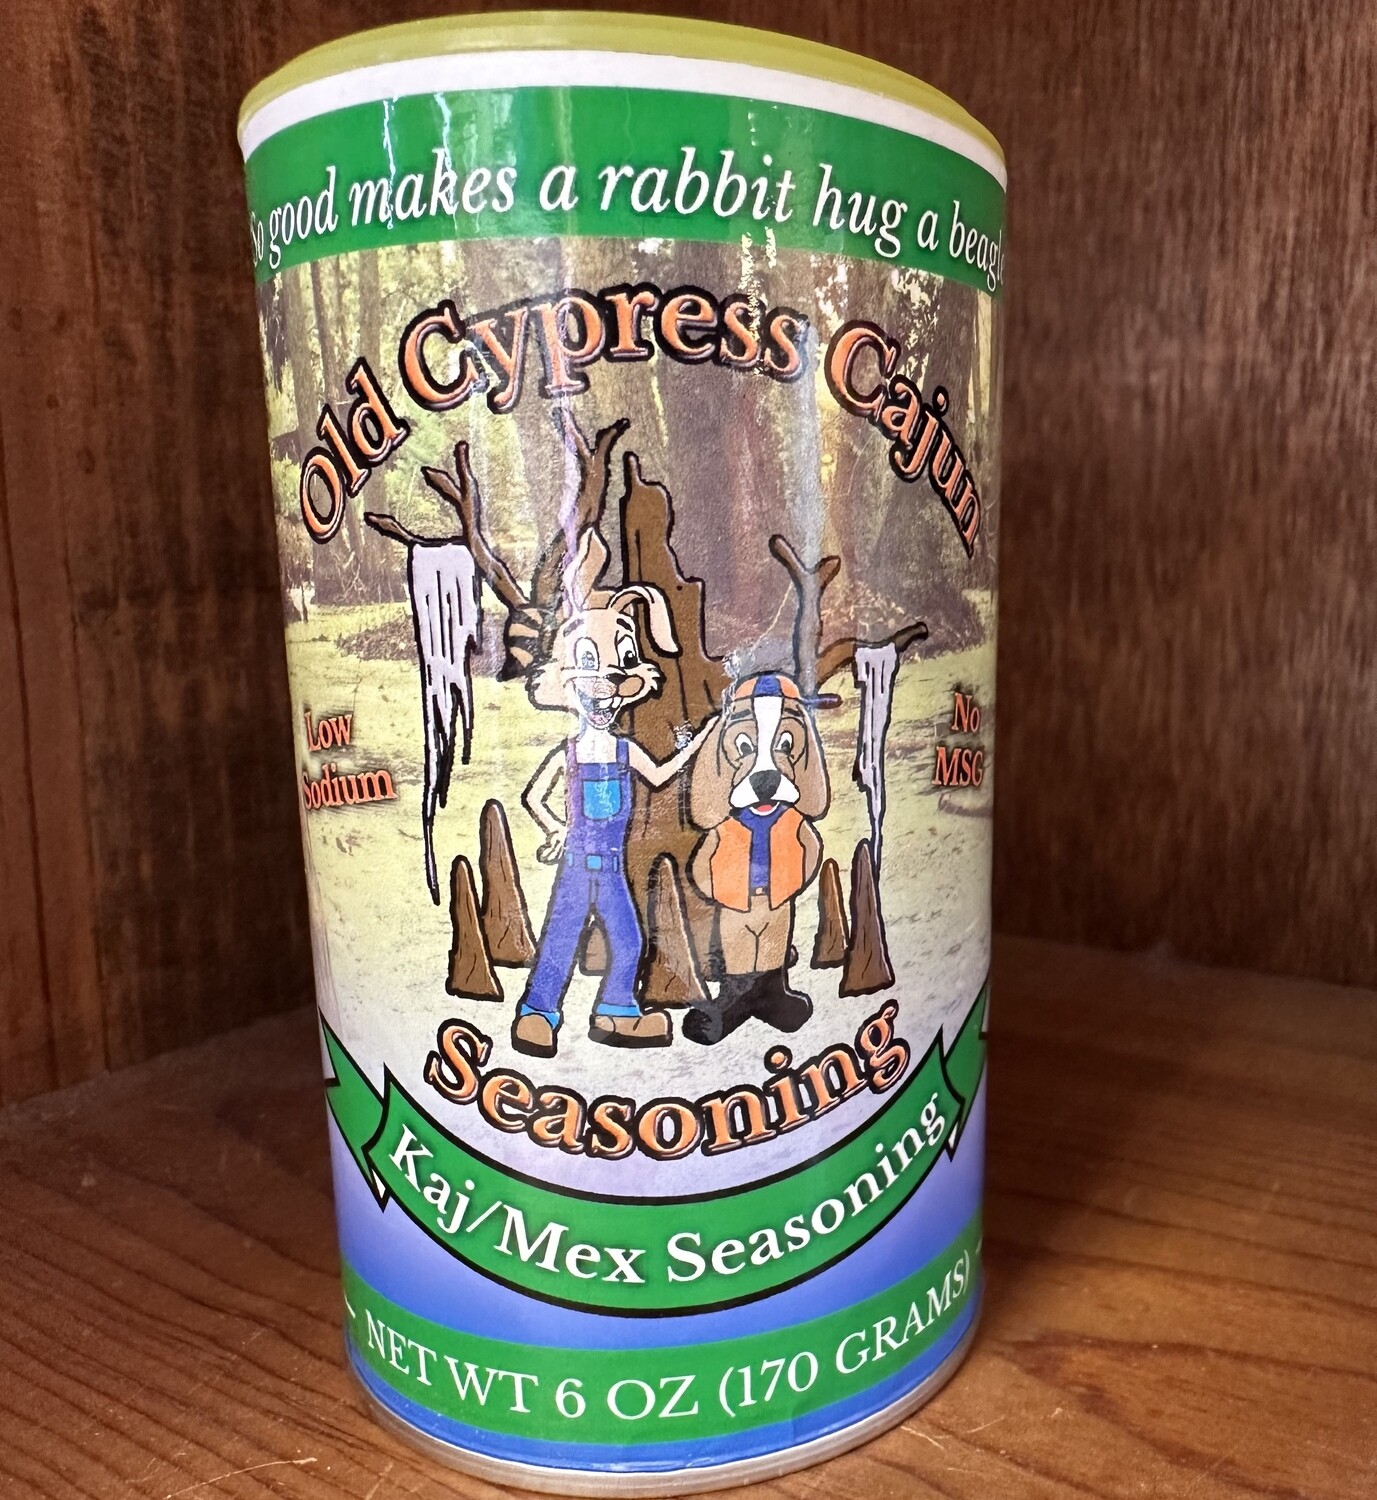 So good makes a rabbit hug a beagle
Old Cypress Cajun
Low
Sodium
No
MSG
Seasoning
Kaj/Mex Seasoning
– NET WT 6 OZ (170 GRAMS) –